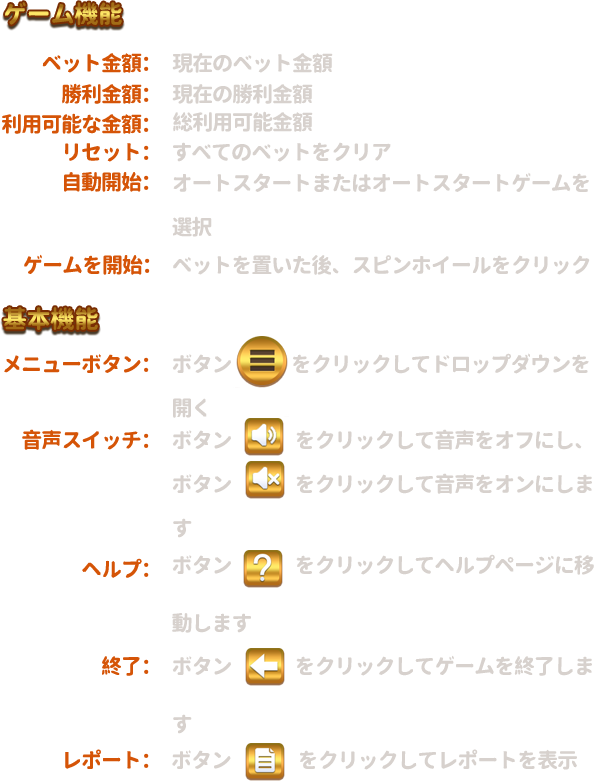 ゲーム機能
ベット金額： 現在のベット金額
勝利金額： 現在の勝利金額
利用可能な金額： 総利用可能金額
リセット： すべてのベットをクリア
自動開始： オートスタートまたはオートスタートゲームを
選択
ゲームを開始： ベットを置いた後、スピンホイールをクリック
基本機能
メニューボタン： ボタン をクリックしてドロップダウンを
開く
音声スイッチ： ボタン をクリックして音声をオフにし、
ボタン をクリックして音声をオンにしま
す
ヘルプ： ボタン ? をクリックしてヘルプページに移
動します
終了： ボタン をクリックしてゲームを終了しま
す
レポート： ボタン をクリックしてレポートを表示